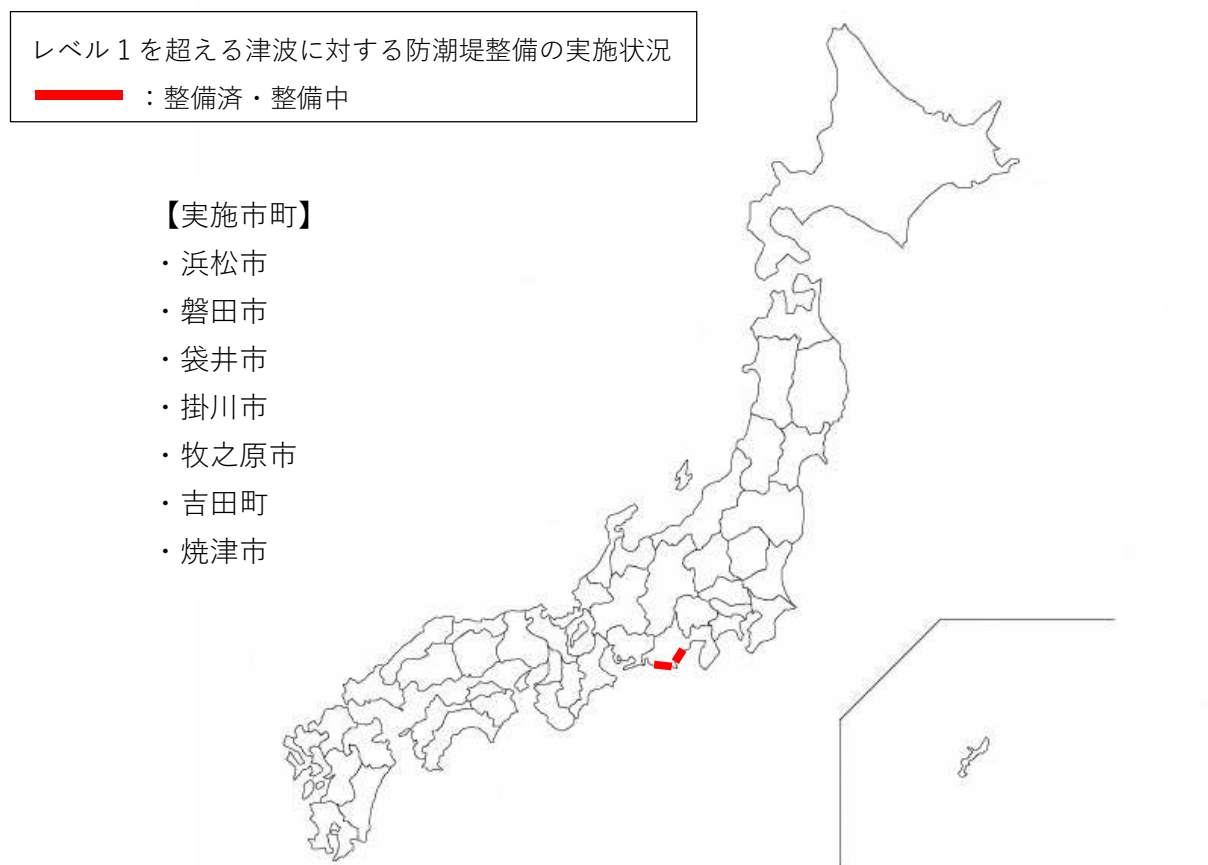 レベル１を超える津波に対する防潮堤整備の実施状況
：整備済・整備中
【実施市町】
・浜松市
・磐田市
・袋井市
・掛川市
・牧之原市
・吉田町
・焼津市